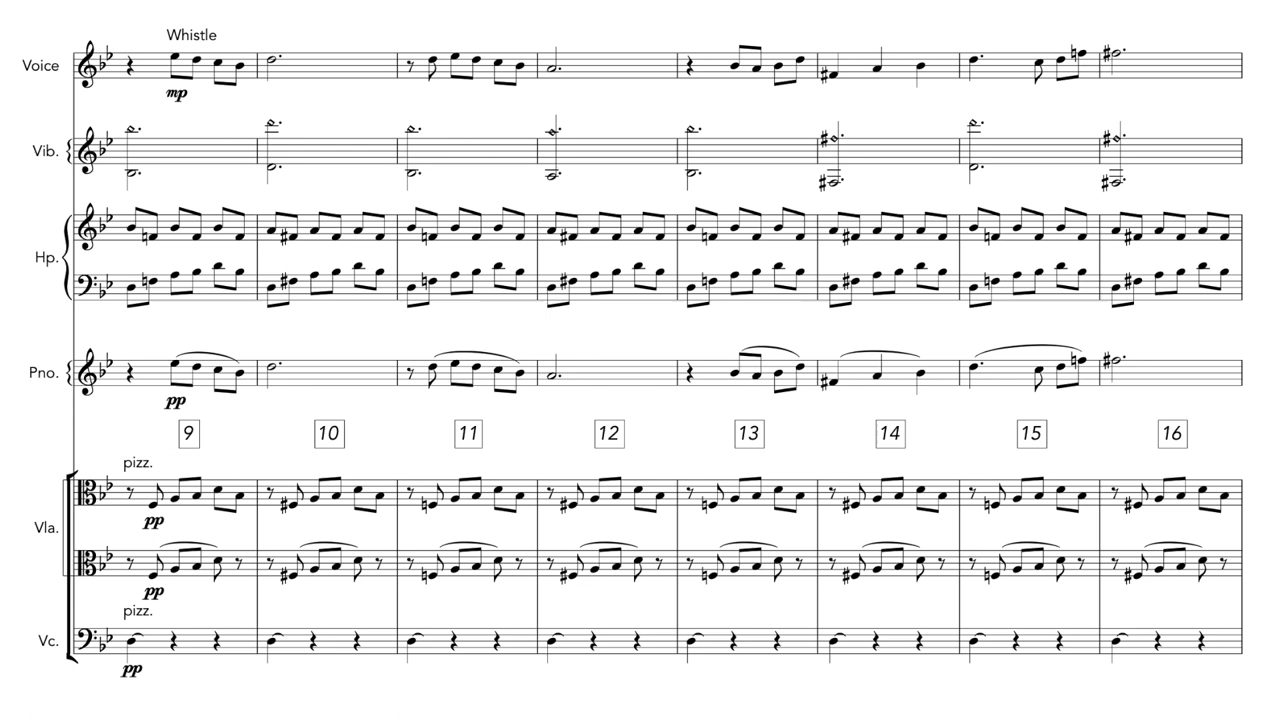 Whistle
Voice
mp
Vib.
Hp.
Pno.
pp
9 10 11 12 13 14 15 16
pizz.
pp
Vla.
pp
pizz.
Vc.
pp